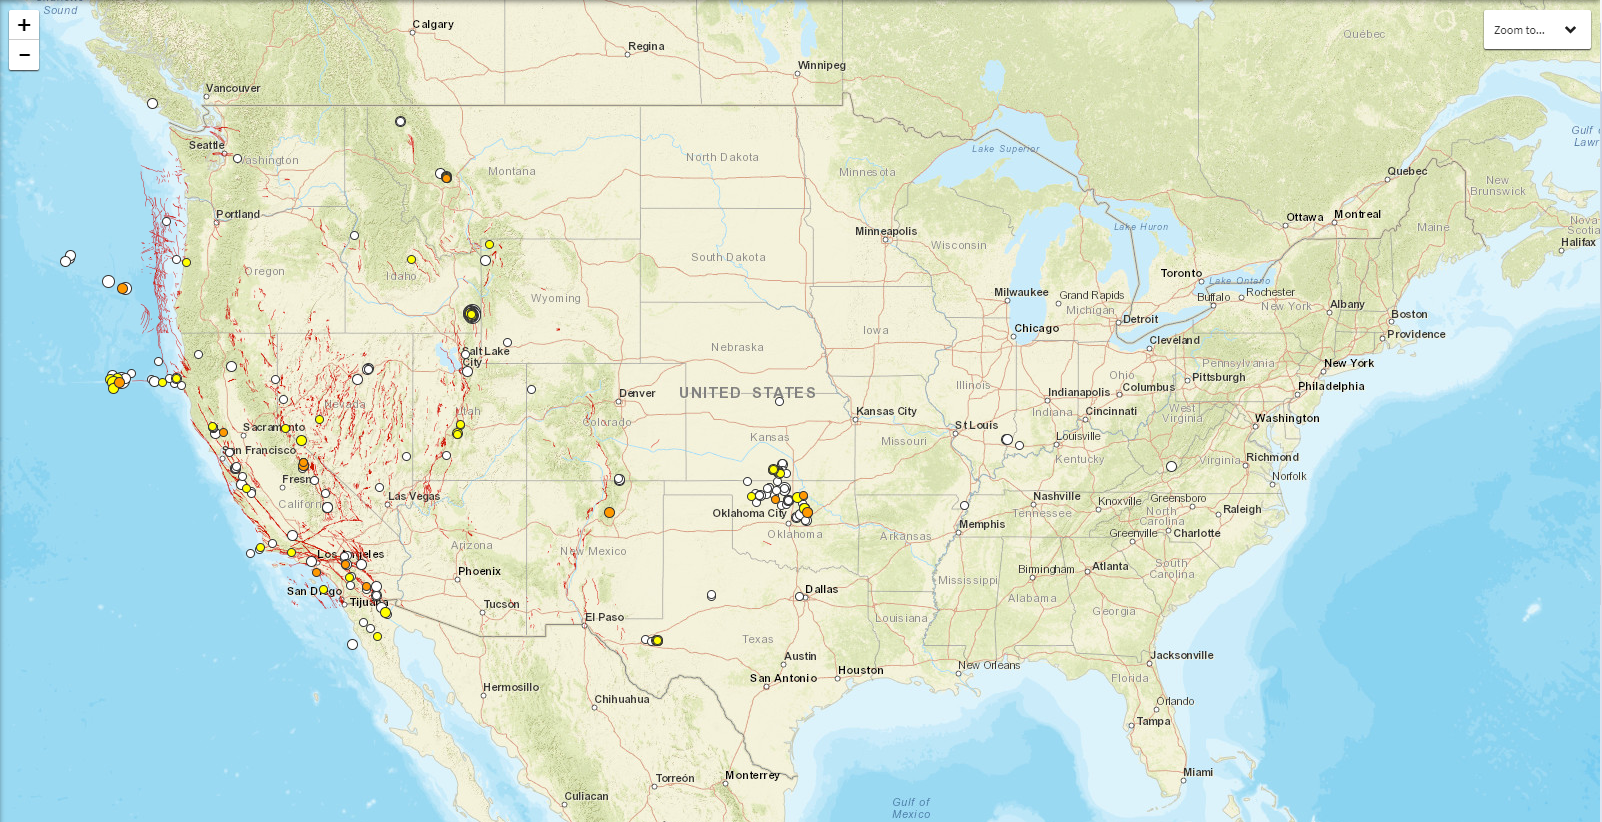 Sound
Calgary
Regina
Québec
Zoom to...
+
−
Winnipeg
Vancouver
Gulf
Lawr
Seattle
Washington
North Dakota
Minnesota
Lake Superior
Montana
Quebec
New
Brunswick
Portland
Ottawa
Montreal
Maine
Nova
Scotia
Halifax
Minneapolis
Wisconsin
Lake Huron
South Dakota
Oregon
Idaho
Toronto
Lake Ontario
Wyoming
Milwaukee
Grand Rapids
Michigan
Buffalo
Rochester
New York
Albany
Boston
Providence
Iowa
Chicago
Detroit
Cleveland
Salt Lake
City
Nebraska
Pennsylvania
New York
Pittsburgh
Philadelphia
Denver
UNITED STATES
Illinois
Indianapolis
Ohio
Columbus
Nevada
Utah
Colorado
Kansas City
Indiana
Cincinnati
West
Virginia
Washington
Sacramento
St Louis
San Francisco
Kansas
Missouri
Louisville
Kentucky
Virginia
Richmond
Norfolk
Fresn
Californ
Las Vegas
Nashville
Tennessee
Knoxville
Greensboro
North
Carolina
Raleigh
Oklahoma City
Oklahoma
Memphis
Arkansas
Greenville
Charlotte
Los Angeles
Arizona
New Mexico
Phoenix
Mississippi
Birmingham
Atlanta
South
Carolina
San Diego
Tijuana
Tucson
Dallas
Alabama
Georgia
El Paso
Louisiana
Texas
Austin
Houston
New Orleans
Jacksonville
San Antonio
Florida
Hermosillo
Chihuahua
Orlando
Tampa
Torreón
Monterrey
Miami
Culiacan
Gulf of
Mexico